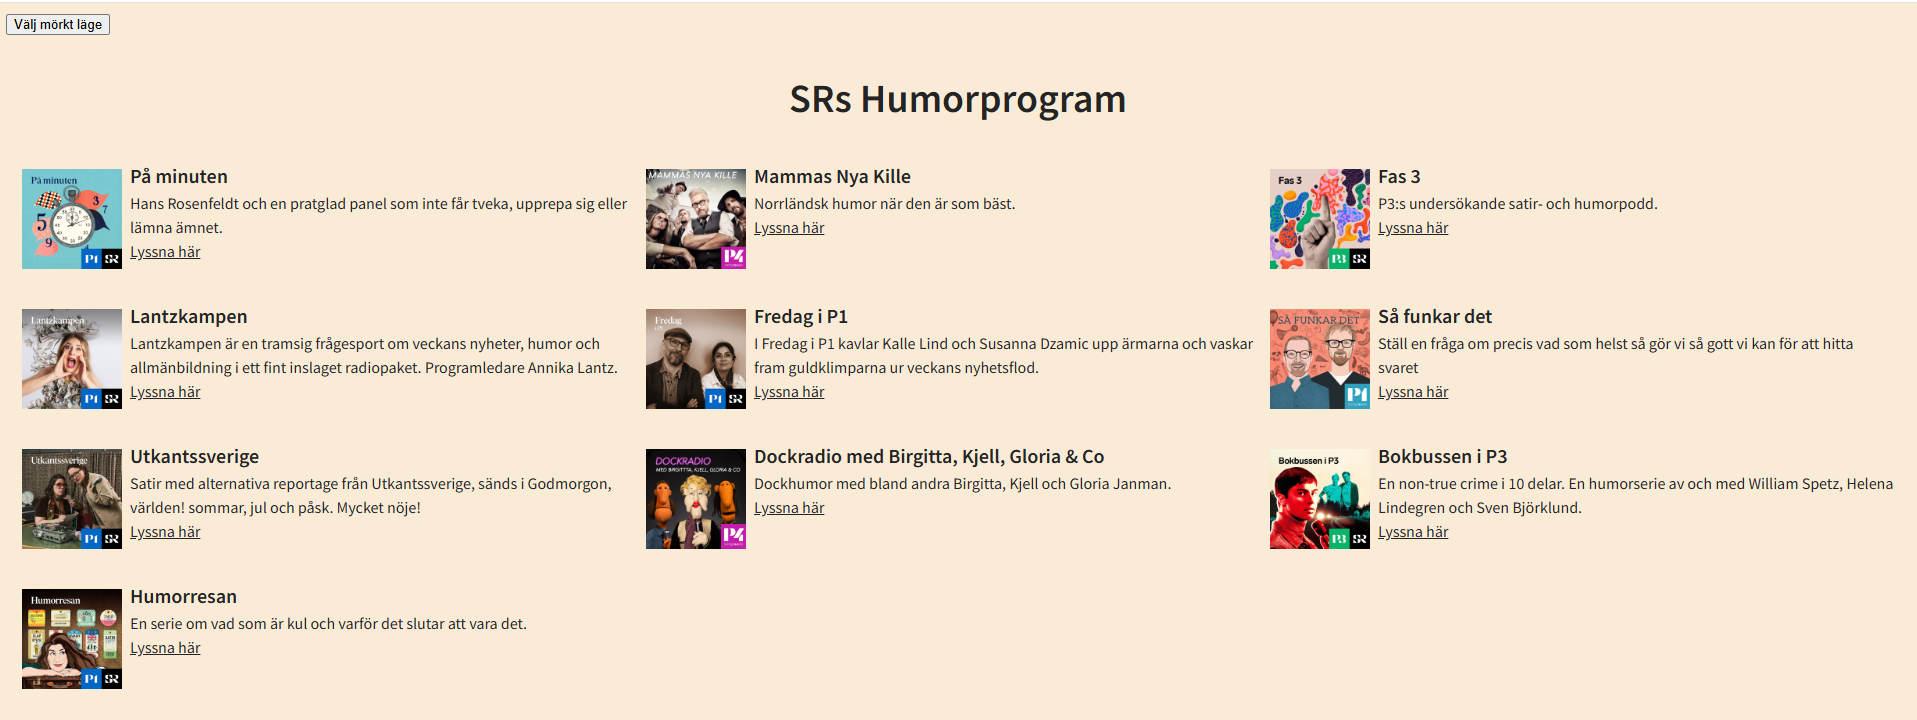 Välj mörkt läge
SRs Humorprogram
På minuten
På minuten
Hans Rosenfeldt och en pratglad panel som inte får tveka, upprepa sig eller
lämna ämnet.
Lyssna här
P1 SR
MAMMAS NYA KILLE
Mammas Nya Kille
Norrländsk humor när den är som bäst.
Lyssna här
P4
Fas 3
Fas 3
P3:s undersökande satir- och humorpodd.
Lyssna här
P3 SR
Lantzkampen
Lantzkampen
Lantzkampen är en tramsig frågesport om veckans nyheter, humor och
allmänbildning i ett fint inslaget radiopaket. Programledare Annika Lantz.
Lyssna här
P1 SR
Fredag
i P1
Fredag i P1
I Fredag i P1 kavlar Kalle Lind och Susanna Dzamic upp ärmarna och vaskar
fram guldklimparna ur veckans nyhetsflod.
Lyssna här
P1 SR
SÅ FUNKAR DET
Så funkar det
Ställ en fråga om precis vad som helst så gör vi så gott vi kan för att hitta
svaret
Lyssna här
P1
Utkantssverige
Utkantssverige
Satir med alternativa reportage från Utkantssverige, sänds i Godmorgon,
världen! sommar, jul och påsk. Mycket nöje!
Lyssna här
P1 SR
DOCKRADIO
MED BIRGITTA, KJELL, GLORIA & CO
Dockradio med Birgitta, Kjell, Gloria & Co
Dockhumor med bland andra Birgitta, Kjell och Gloria Janman.
Lyssna här
P4
Bokbussen i P3
Bokbussen i P3
En non-true crime i 10 delar. En humorserie av och med William Spetz, Helena
Lindegren och Sven Björklund.
Lyssna här
P3 SR
Humorresan
Humorresan
En serie om vad som är kul och varför det slutar att vara det.
Lyssna här
P1 SR